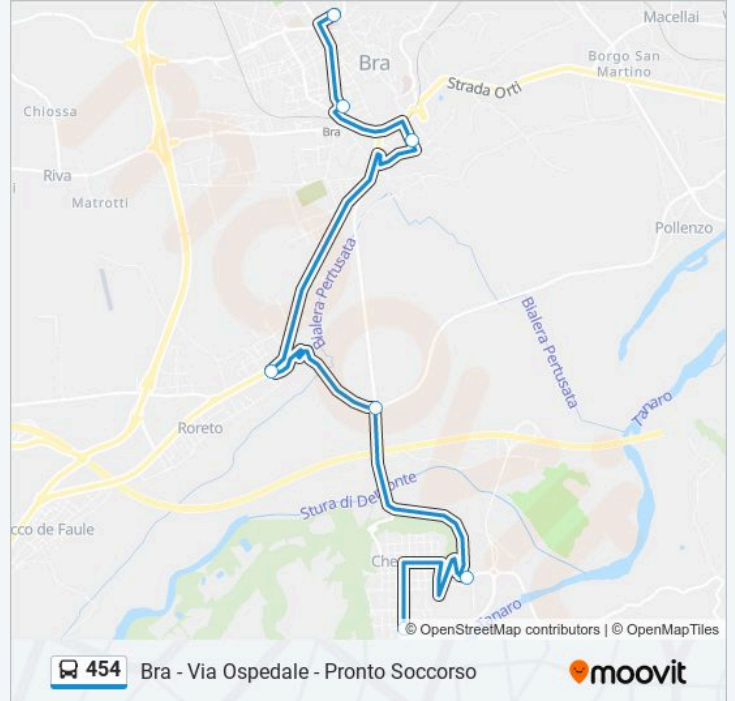 Macellai
Bra
Borgo San
Martino
Strada Orti
Chiossa
Bra
Riva
Matrotti
Pollenzo
Bialera Pertusata
Bialera Pertusata
Tanaro
Roreto
Stura di Demonte
cco de Faule
Che
Tanaro
© OpenStreetMap contributors | © OpenMapTiles
454 Bra - Via Ospedale - Pronto Soccorso
moovit